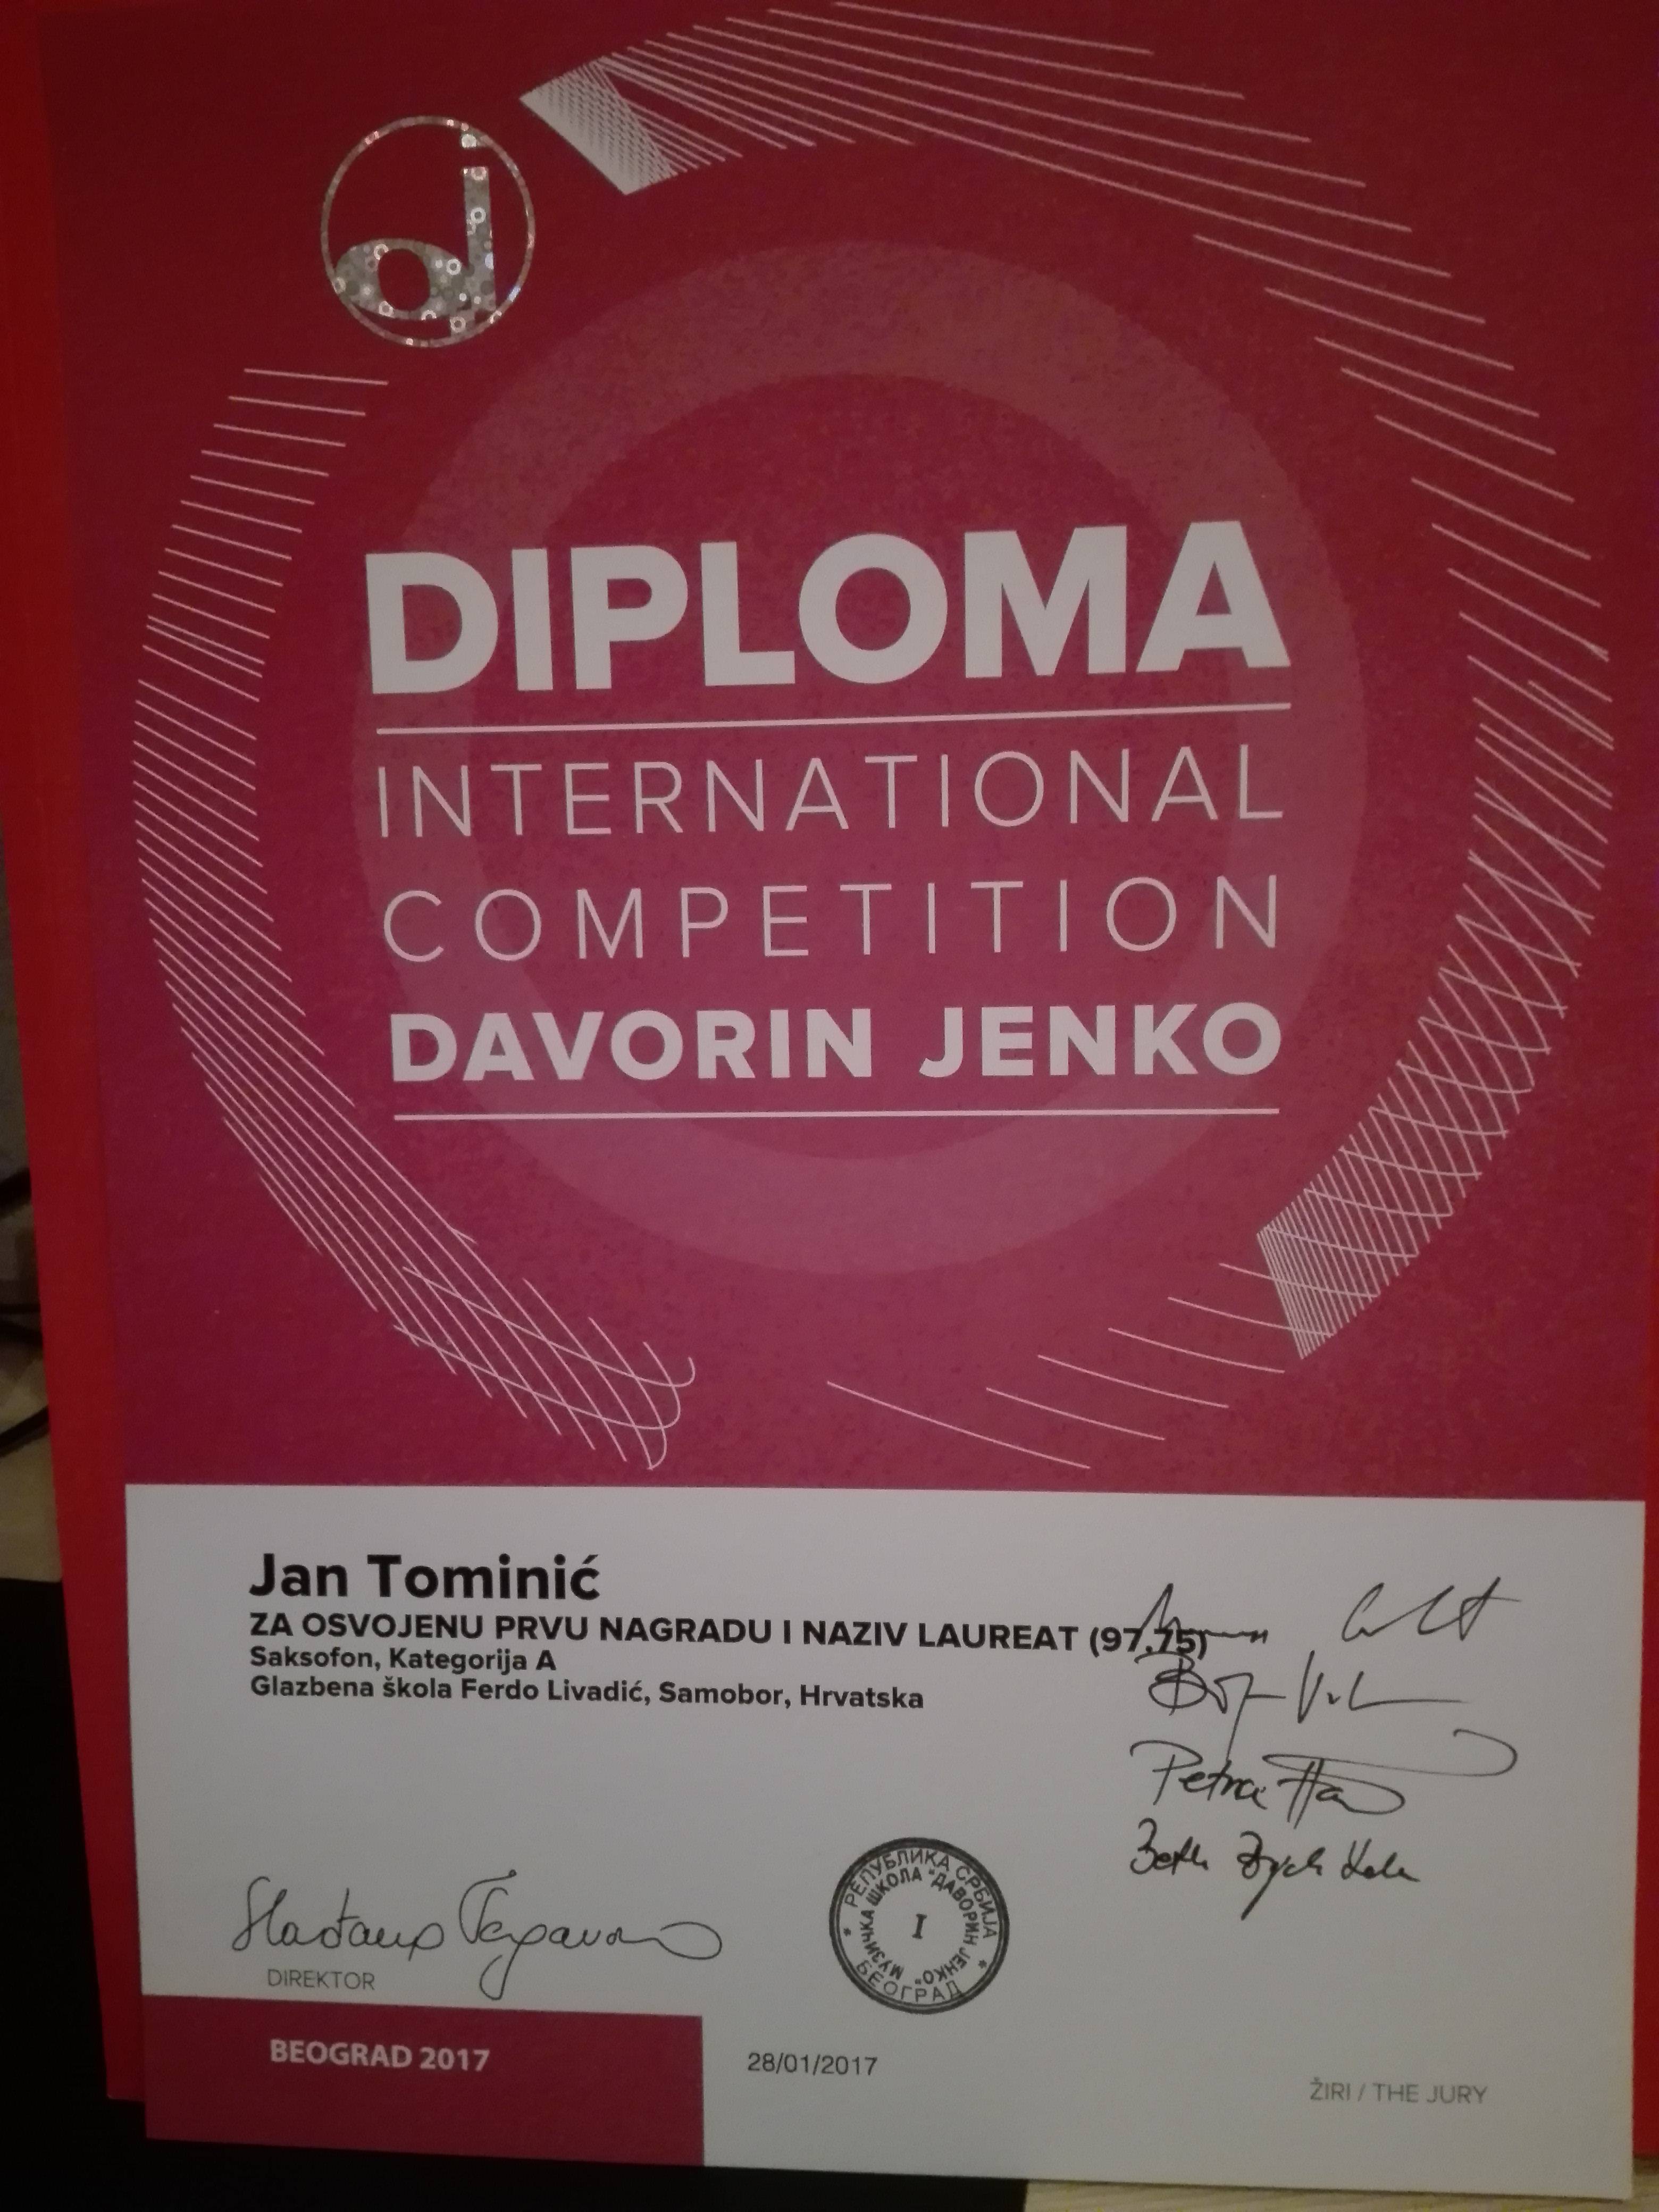 dj
DIPLOMA
INTERNATIONAL
COMPETITION
DAVORIN JENKO
Jan Tominić
ZA OSVOJENU PRVU NAGRADU I NAZIV LAUREAT (97.75)
Saksofon, Kategorija A
Glazbena škola Ferdo Livadić, Samobor, Hrvatska
Petra
DIREKTOR
* РЕПУБЛИКА СРБИЈА *
МУЗИЧКА ШКОЛА "ДАВОРИН ЈЕНКО"
I
БЕОГРАД
BEOGRAD 2017
28/01/2017
ŽIRI / THE JURY